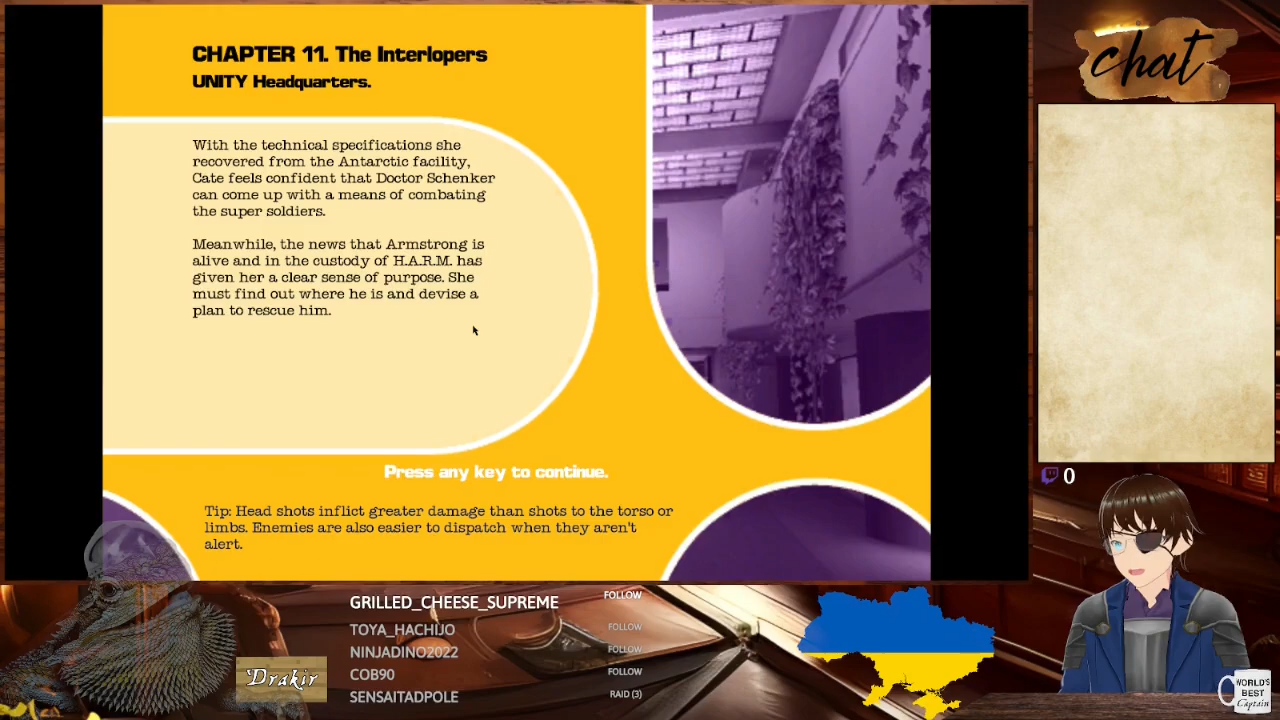 CHAPTER 11. The Interlopers
UNITY Headquarters.
With the technical specifications she
recovered from the Antarctic facility,
Cate feels confident that Doctor Schenker
can come up with a means of combating
the super soldiers.
Meanwhile, the news that Armstrong is
alive and in the custody of H.A.R.M. has
given her a clear sense of purpose. She
must find out where he is and devise a
plan to rescue him.
Press any key to continue.
Tip: Head shots inflict greater damage than shots to the torso or
limbs. Enemies are also easier to dispatch when they aren't
alert.
chat
0
Drakir
GRILLED_CHEESE_SUPREME FOLLOW
TOYA_HACHIJO FOLLOW
NINJADINO2022 FOLLOW
COB90 FOLLOW
SENSAITADPOLE RAID (3)
WORLD'S
BEST
Captain